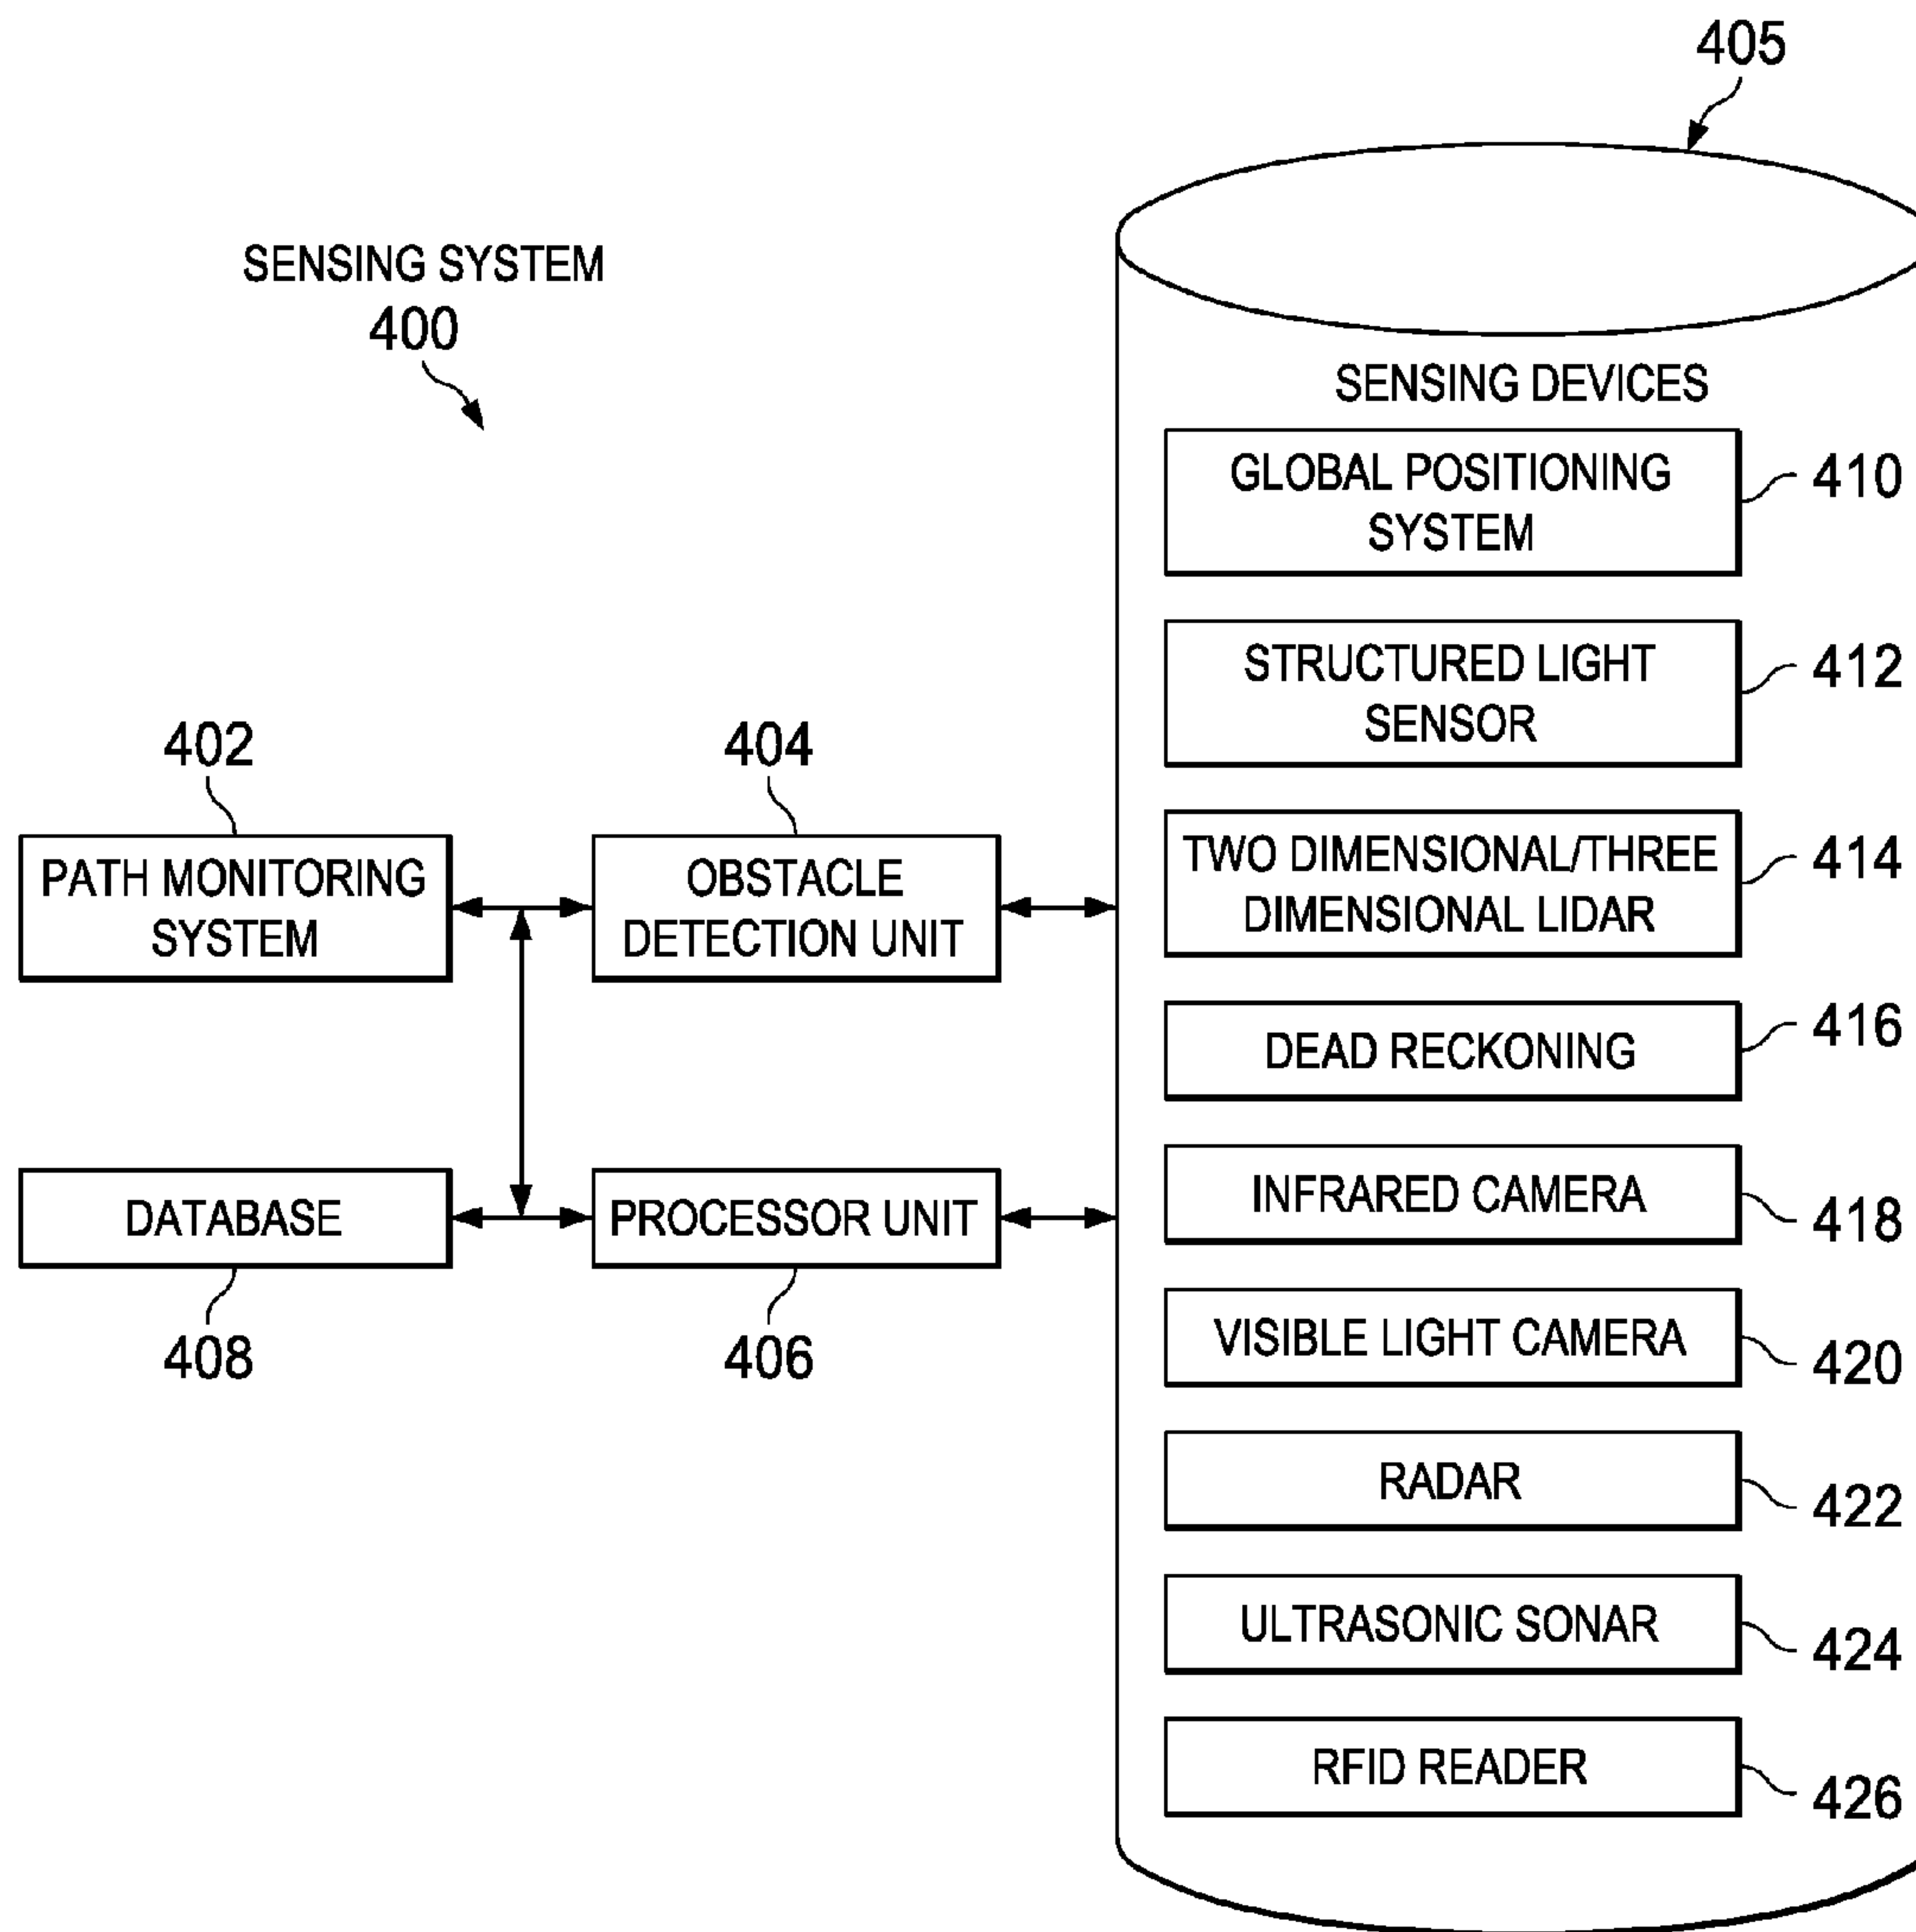 405
SENSING SYSTEM
400
SENSING DEVICES
GLOBAL POSITIONING
SYSTEM
410
STRUCTURED LIGHT
SENSOR
412
402
404
TWO DIMENSIONAL/THREE
DIMENSIONAL LIDAR
414
PATH MONITORING
SYSTEM
OBSTACLE
DETECTION UNIT
DEAD RECKONING
416
DATABASE
PROCESSOR UNIT
INFRARED CAMERA
418
408
406
VISIBLE LIGHT CAMERA
420
RADAR
422
ULTRASONIC SONAR
424
RFID READER
426